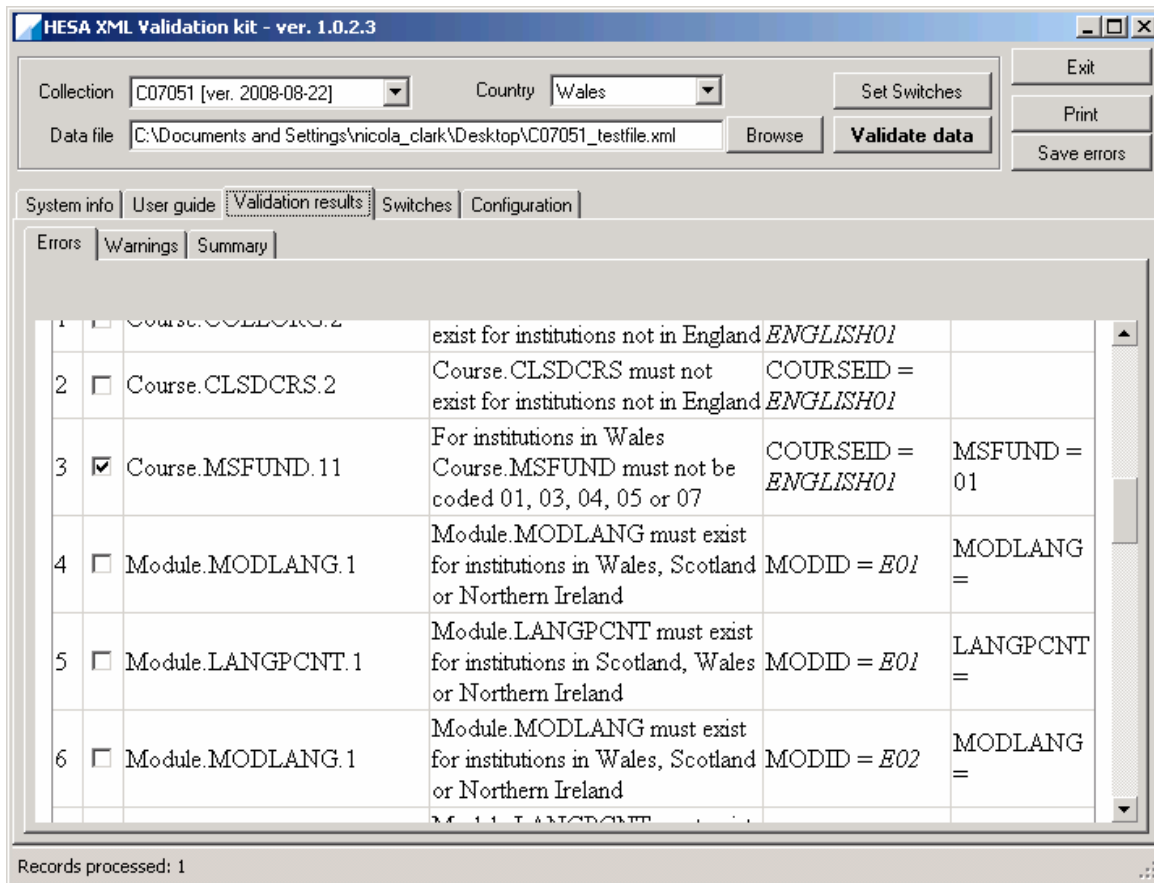 HESA XML Validation kit - ver. 1.0.2.3
Exit
Collection C07051 [ver. 2008-08-22] Country Wales Set Switches
Print
Data file C:\Documents and Settings\nicola_clark\Desktop\C07051_testfile.xml Browse Validate data
Save errors
System info User guide Validation results Switches Configuration
Errors Warnings Summary
1 Course.COLLORG.2
exist for institutions not in England ENGLISH01
2 Course.CLSDCRS.2 Course.CLSDCRS must not COURSEID =
exist for institutions not in England ENGLISH01
For institutions in Wales
3 Course.MSFUND.11 Course.MSFUND must not be COURSEID = MSFUND =
coded 01, 03, 04, 05 or 07 ENGLISH01 01
Module.MODLANG must exist
4 Module.MODLANG.1 for institutions in Wales, Scotland MODID = E01 MODLANG =
or Northern Ireland
Module.LANGPCNT must exist
5 Module.LANGPCNT.1 for institutions in Scotland, Wales MODID = E01 LANGPCNT =
or Northern Ireland
Module.MODLANG must exist
6 Module.MODLANG.1 for institutions in Wales, Scotland MODID = E02 MODLANG =
or Northern Ireland
Module.LANGPCNT must exist
Records processed: 1